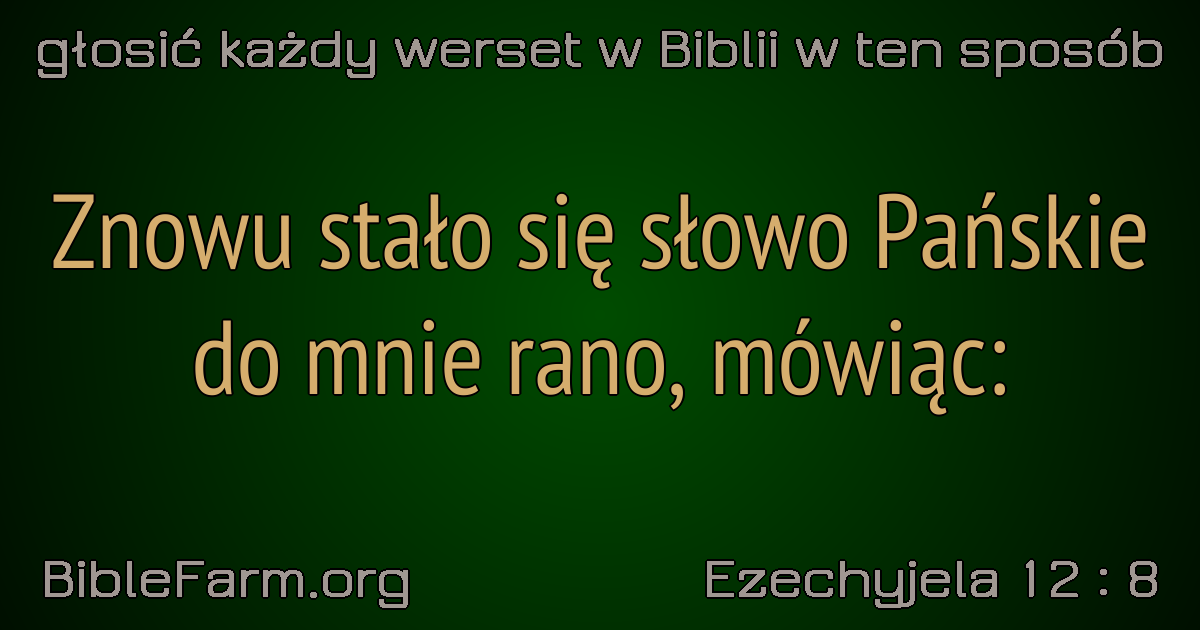 głosić każdy werset w Biblii w ten sposób
Znowu stało się słowo Pańskie
do mnie rano, mówiąc:
BibleFarm.org
Ezechyjela 12 : 8